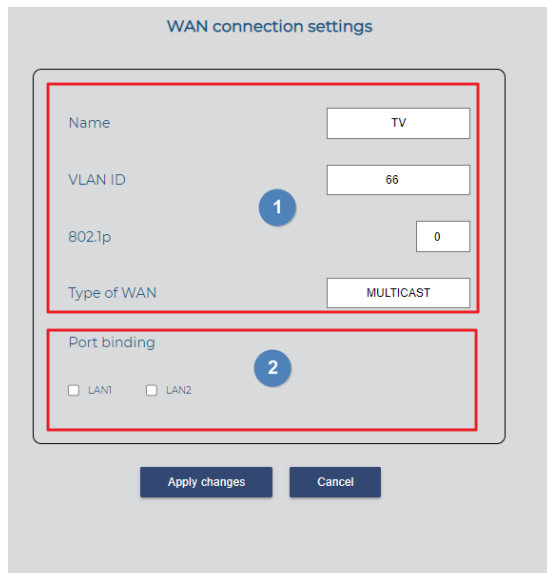 WAN connection settings
Name TV
VLAN ID 66
1
802.1p 0
Type of WAN MULTICAST
Port binding
2
LAN1 LAN2
Apply changes Cancel